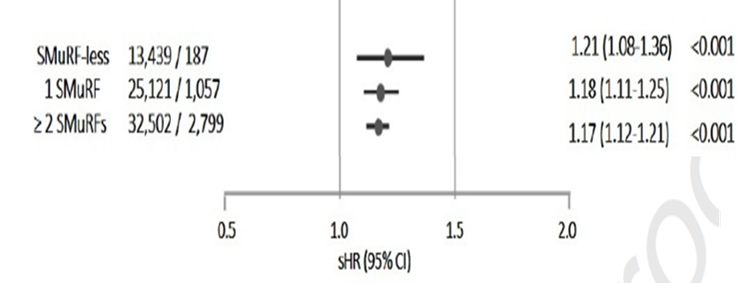 SMuRF-less 13,439 / 187 1.21 (1.08-1.36) <0.001
1 SMuRF 25,121 / 1,057 1.18 (1.11-1.25) <0.001
≥2 SMuRFs 32,502 / 2,799 1.17 (1.12-1.21) <0.001
0.5 1.0 1.5 2.0
sHR (95% CI)